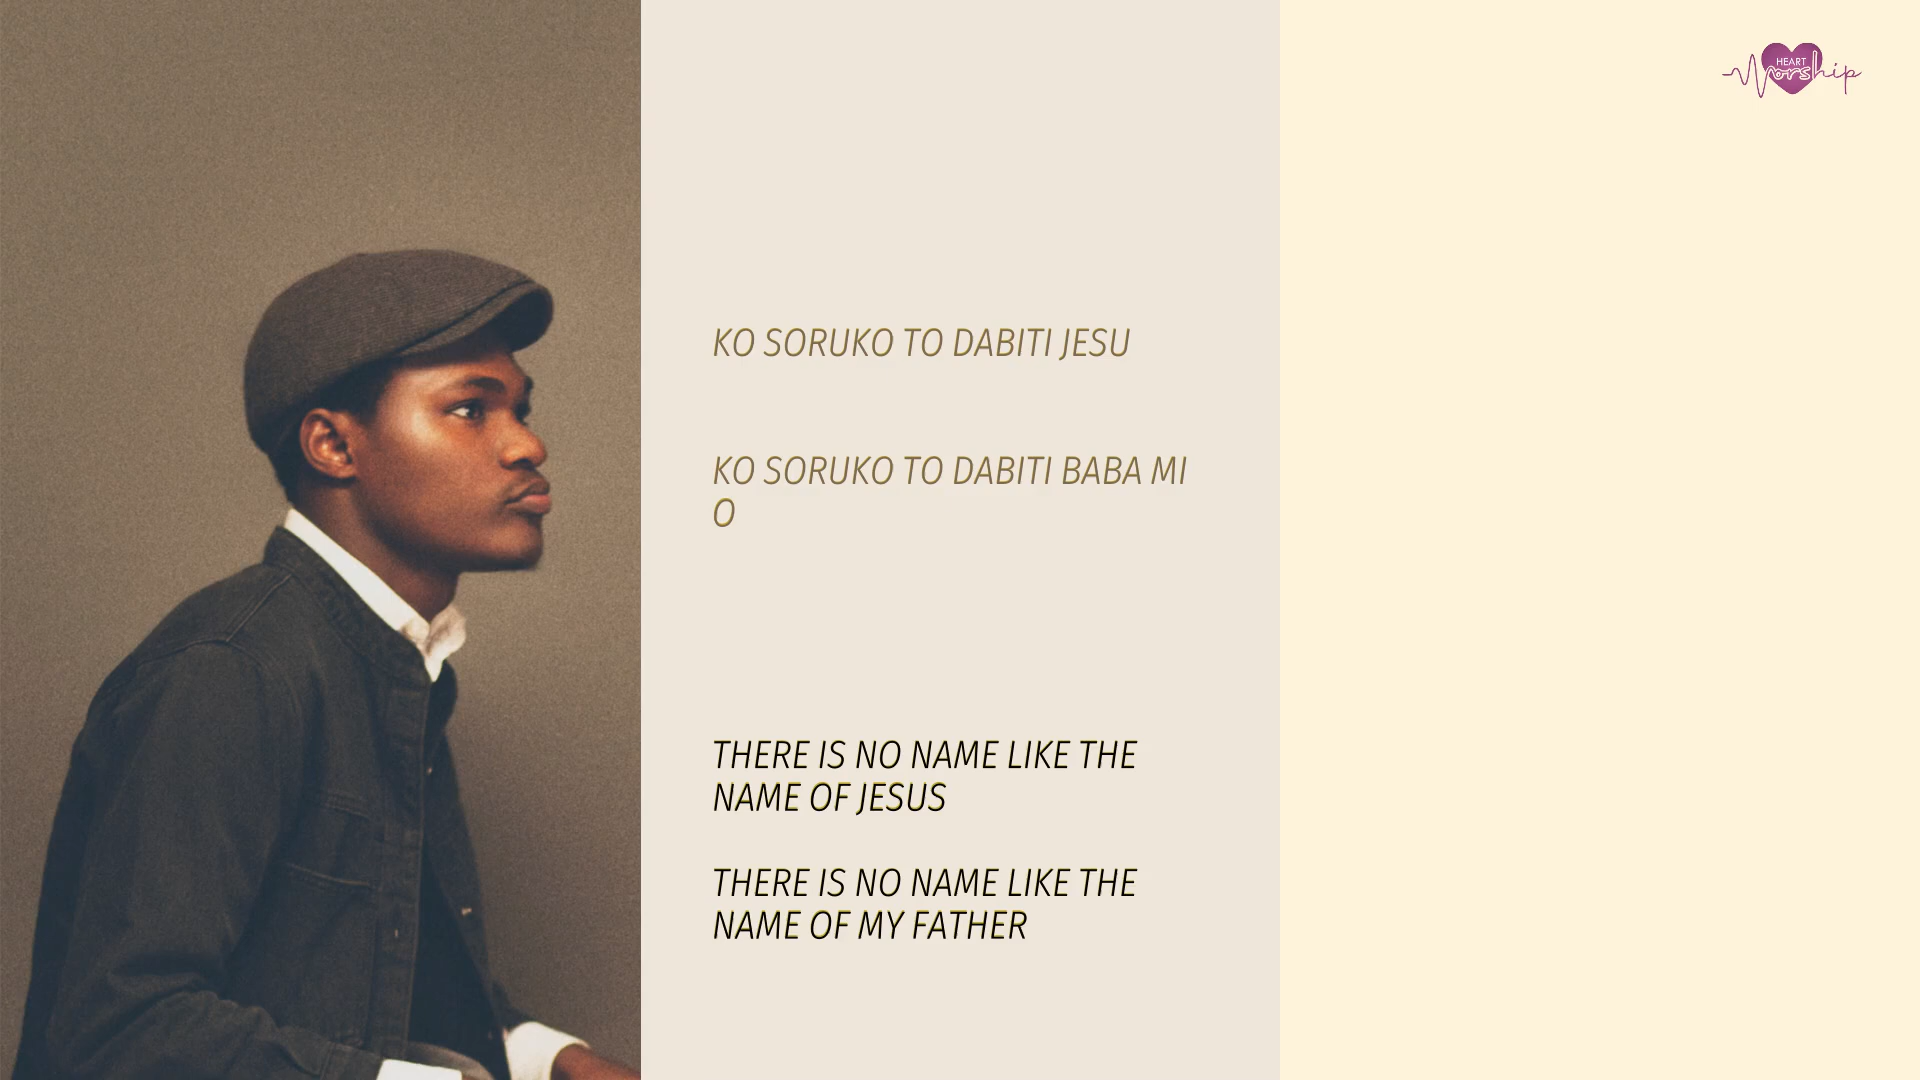 HEART
Worship
KO SORUKO TO DABITI JESU
KO SORUKO TO DABITI BABA MI
O
THERE IS NO NAME LIKE THE
NAME OF JESUS
THERE IS NO NAME LIKE THE
NAME OF MY FATHER